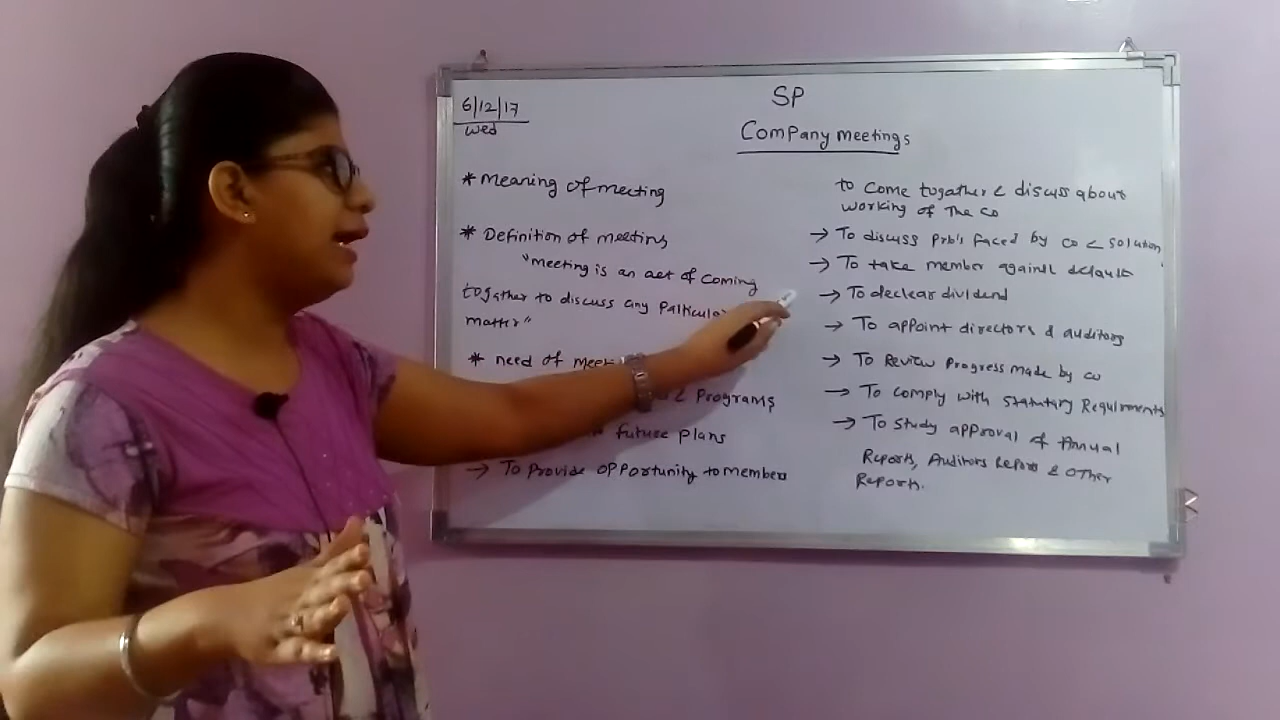 6/12/17
Wed
SP
Company meetings
* Meaning of meeting
* Definition of meeting
"Meeting is an act of Coming
together to discuss any Particular
matter"
* need of
& Programs
future plans
→ To Provide opportunity to members
to Come togather & discuss about
working of The Co
→ To discuss Prb's faced by co & solution
→ To take member against default
→ To declear dividend
→ To appoint directors & auditors
→ To Review Progress made by co
→ To comply with statutary Requirments
→ To study approval of Annual
Reports, Auditors Report & other
Reports.